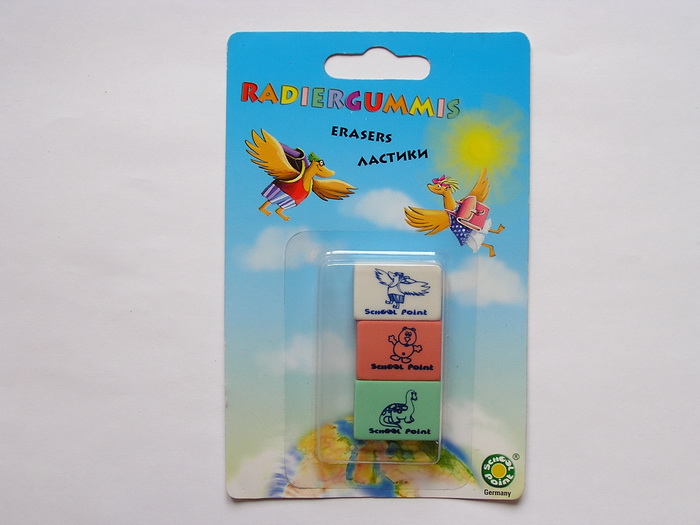 RADIERGUMMIS
ERASERS
ЛАСТИКИ
SCHOOL POINT
SCHOOL POINT
SCHOOL POINT
SCHOOL POINT ®
Germany